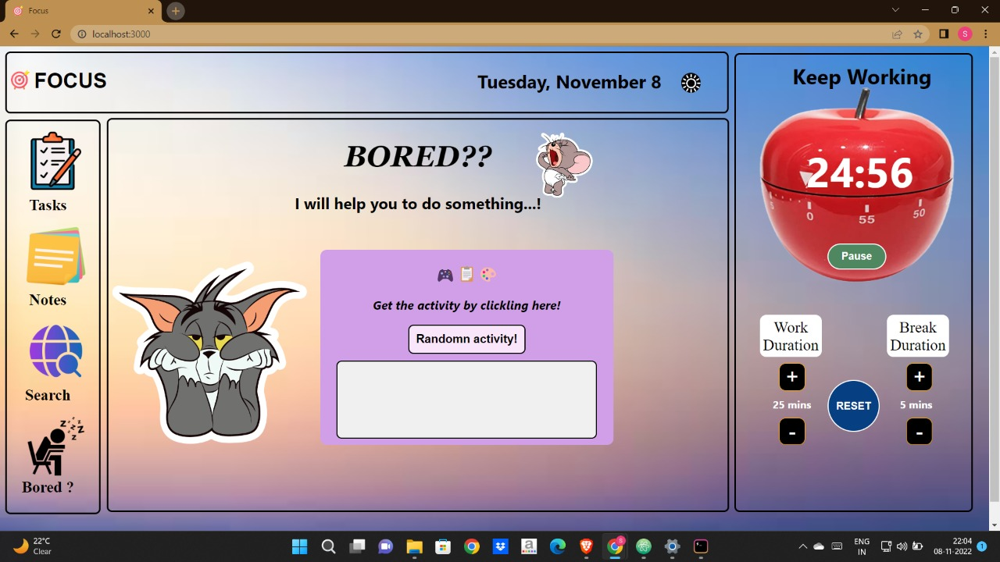 Focus
localhost:3000
S
FOCUS
Tuesday, November 8
Tasks
Notes
Search
Bored ?
BORED??
I will help you to do something...!
Get the activity by clickling here!
Randomn activity!
Keep Working
24:56
5 0 55 50
Pause
Work Duration
Break Duration
+ +
25 mins RESET 5 mins
- -
22°C
Clear
ENG
IN
22:04
08-11-2022
1